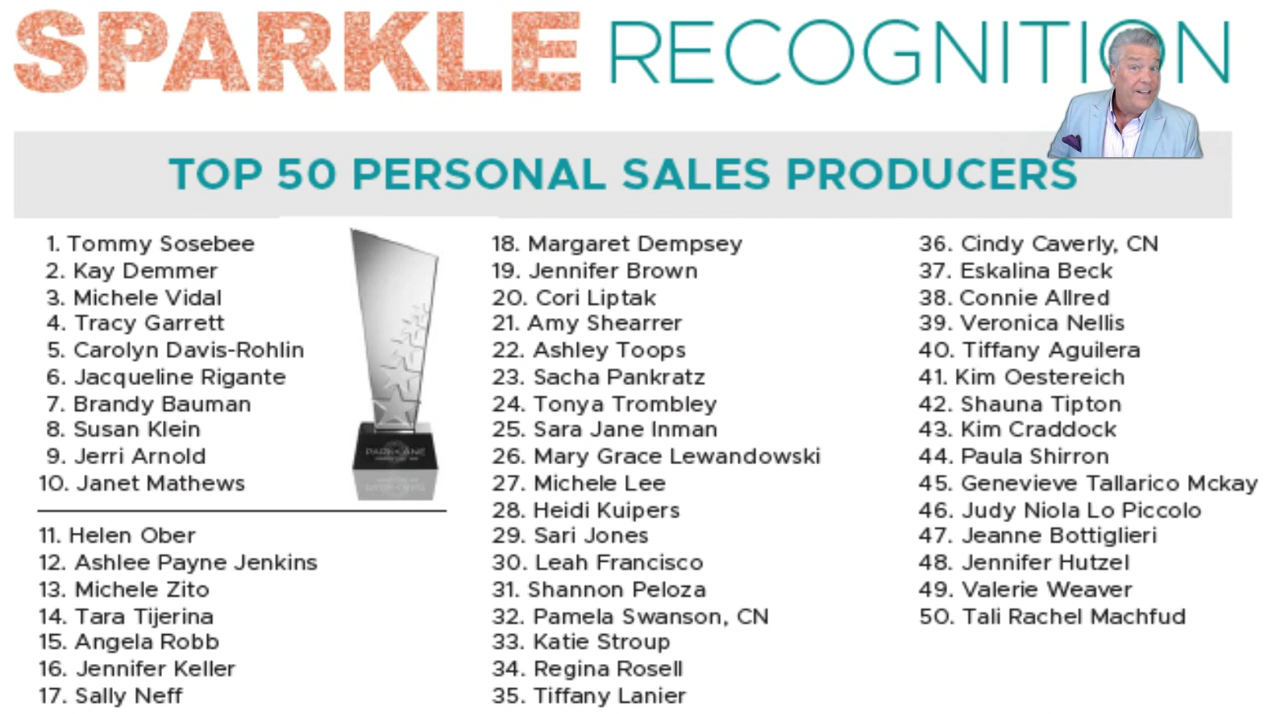 SPARKLE RECOGNITION
TOP 50 PERSONAL SALES PRODUCERS
1. Tommy Sosebee
2. Kay Demmer
3. Michele Vidal
4. Tracy Garrett
5. Carolyn Davis-Rohlin
6. Jacqueline Rigante
7. Brandy Bauman
8. Susan Klein
9. Jerri Arnold
10. Janet Mathews
11. Helen Ober
12. Ashlee Payne Jenkins
13. Michele Zito
14. Tara Tijerina
15. Angela Robb
16. Jennifer Keller
17. Sally Neff
PARK LANE
18. Margaret Dempsey
19. Jennifer Brown
20. Cori Liptak
21. Amy Shearrer
22. Ashley Toops
23. Sacha Pankratz
24. Tonya Trombley
25. Sara Jane Inman
26. Mary Grace Lewandowski
27. Michele Lee
28. Heidi Kuipers
29. Sari Jones
30. Leah Francisco
31. Shannon Peloza
32. Pamela Swanson, CN
33. Katie Stroup
34. Regina Rosell
35. Tiffany Lanier
36. Cindy Caverly, CN
37. Eskalina Beck
38. Connie Allred
39. Veronica Nellis
40. Tiffany Aguilera
41. Kim Oestereich
42. Shauna Tipton
43. Kim Craddock
44. Paula Shirron
45. Genevieve Tallarico Mckay
46. Judy Niola Lo Piccolo
47. Jeanne Bottiglieri
48. Jennifer Hutzel
49. Valerie Weaver
50. Tali Rachel Machfud